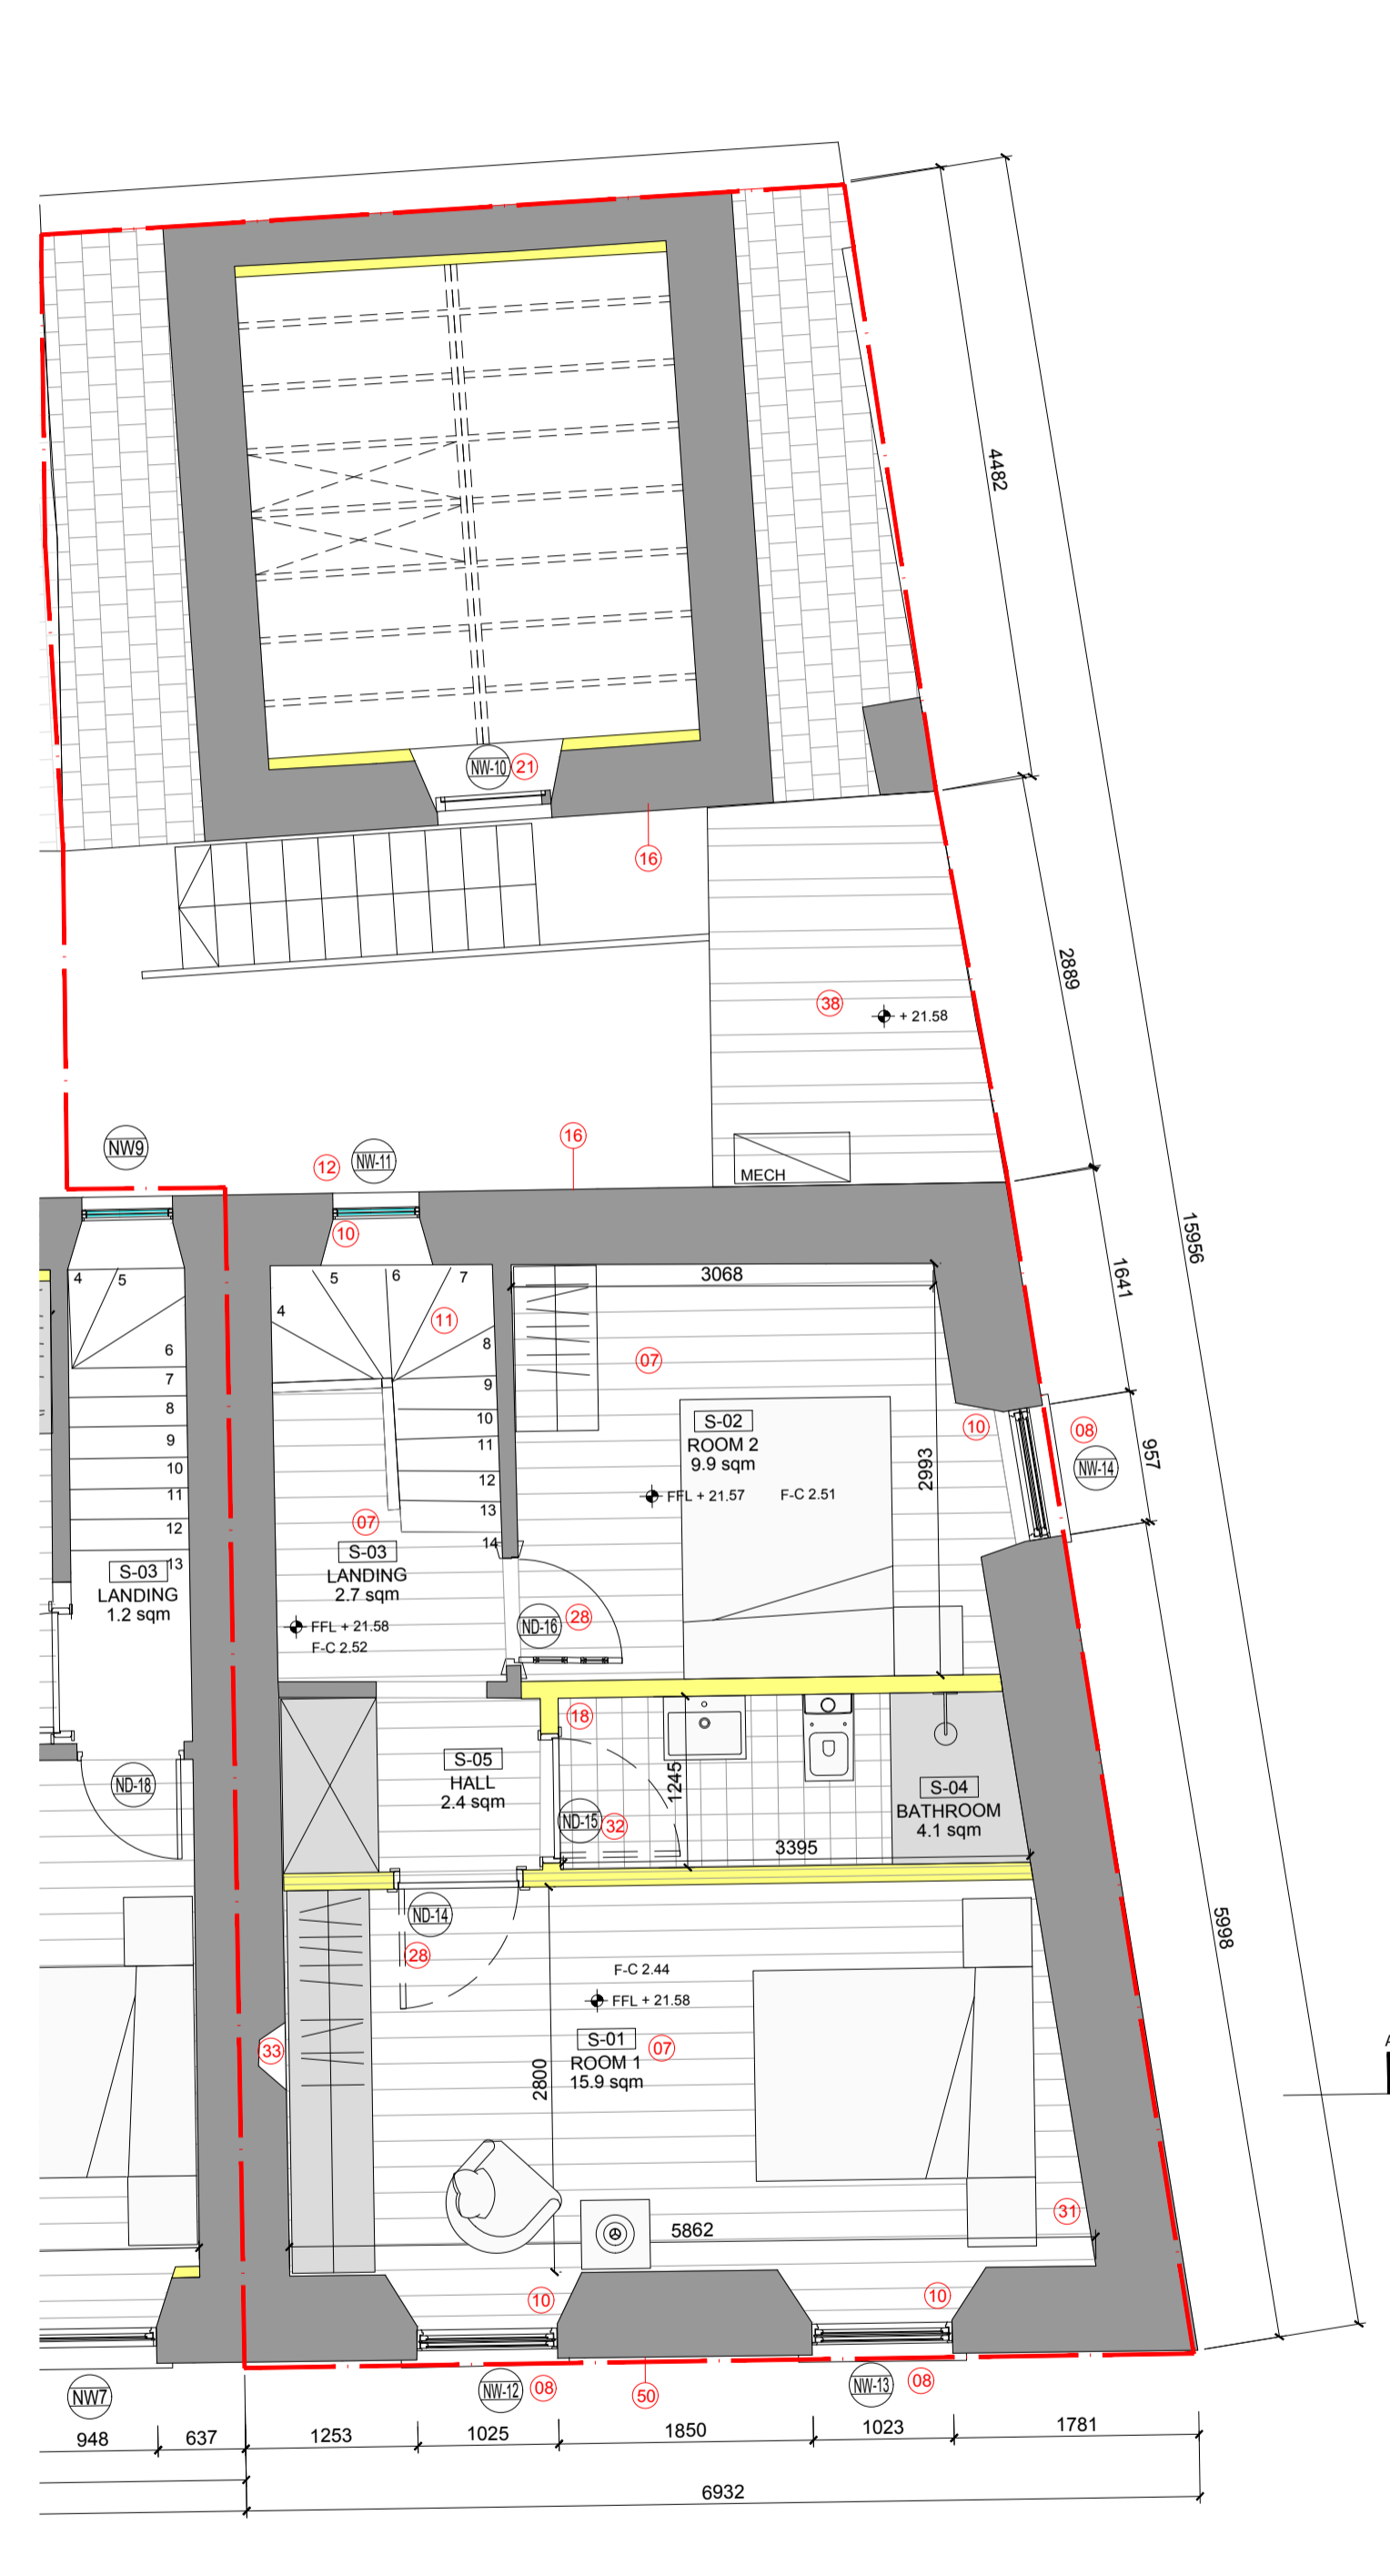 4482
NW-10
21
16
2889
38
+ 21.58
NW9
12
NW-11
16
MECH
10
15956
1641
3068
4
5
4
5
6
7
8
11
07
6
7
8
9
10
11
12
13
9
10
11
12
13
14
S-02
ROOM 2
9.9 sqm
FFL + 21.57
F-C 2.51
2993
10
08
NW-14
957
07
S-03
LANDING
1.2 sqm
S-03
LANDING
2.7 sqm
FFL + 21.58
F-C 2.52
ND-16
28
18
ND-18
S-05
HALL
2.4 sqm
ND-15
32
1245
S-04
BATHROOM
4.1 sqm
3395
ND-14
28
5998
F-C 2.44
FFL + 21.58
S-01
ROOM 1
15.9 sqm
07
33
2800
A
31
5862
10
10
NW7
NW-12
08
50
NW-13
08
948
637
1253
1025
1850
1023
1781
6932